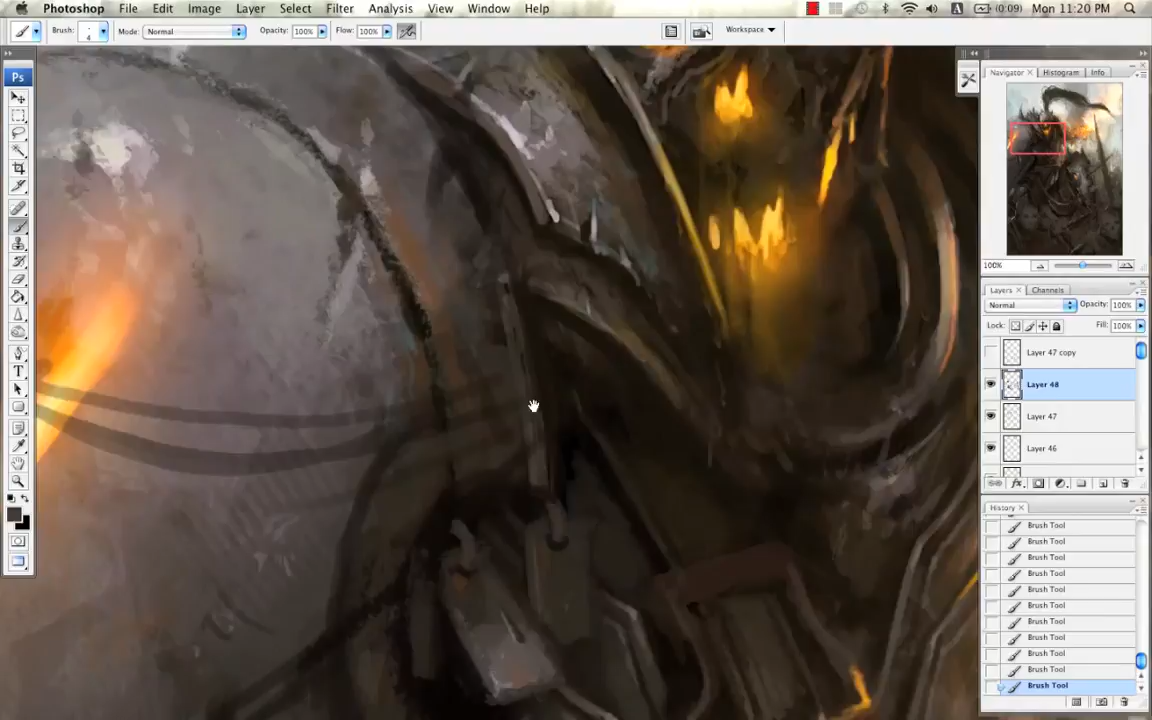 Photoshop File Edit Image Layer Select Filter Analysis View Window Help (0:09) Mon 11:20 PM
Brush: 4 Mode: Normal Opacity: 100% Flow: 100% Workspace
Ps
Navigator Histogram Info
100%
Layers Channels
Normal Opacity: 100%
Lock: Fill: 100%
Layer 47 copy
Layer 48
Layer 47
Layer 46
History
Brush Tool
Brush Tool
Brush Tool
Brush Tool
Brush Tool
Brush Tool
Brush Tool
Brush Tool
Brush Tool
Brush Tool
Brush Tool